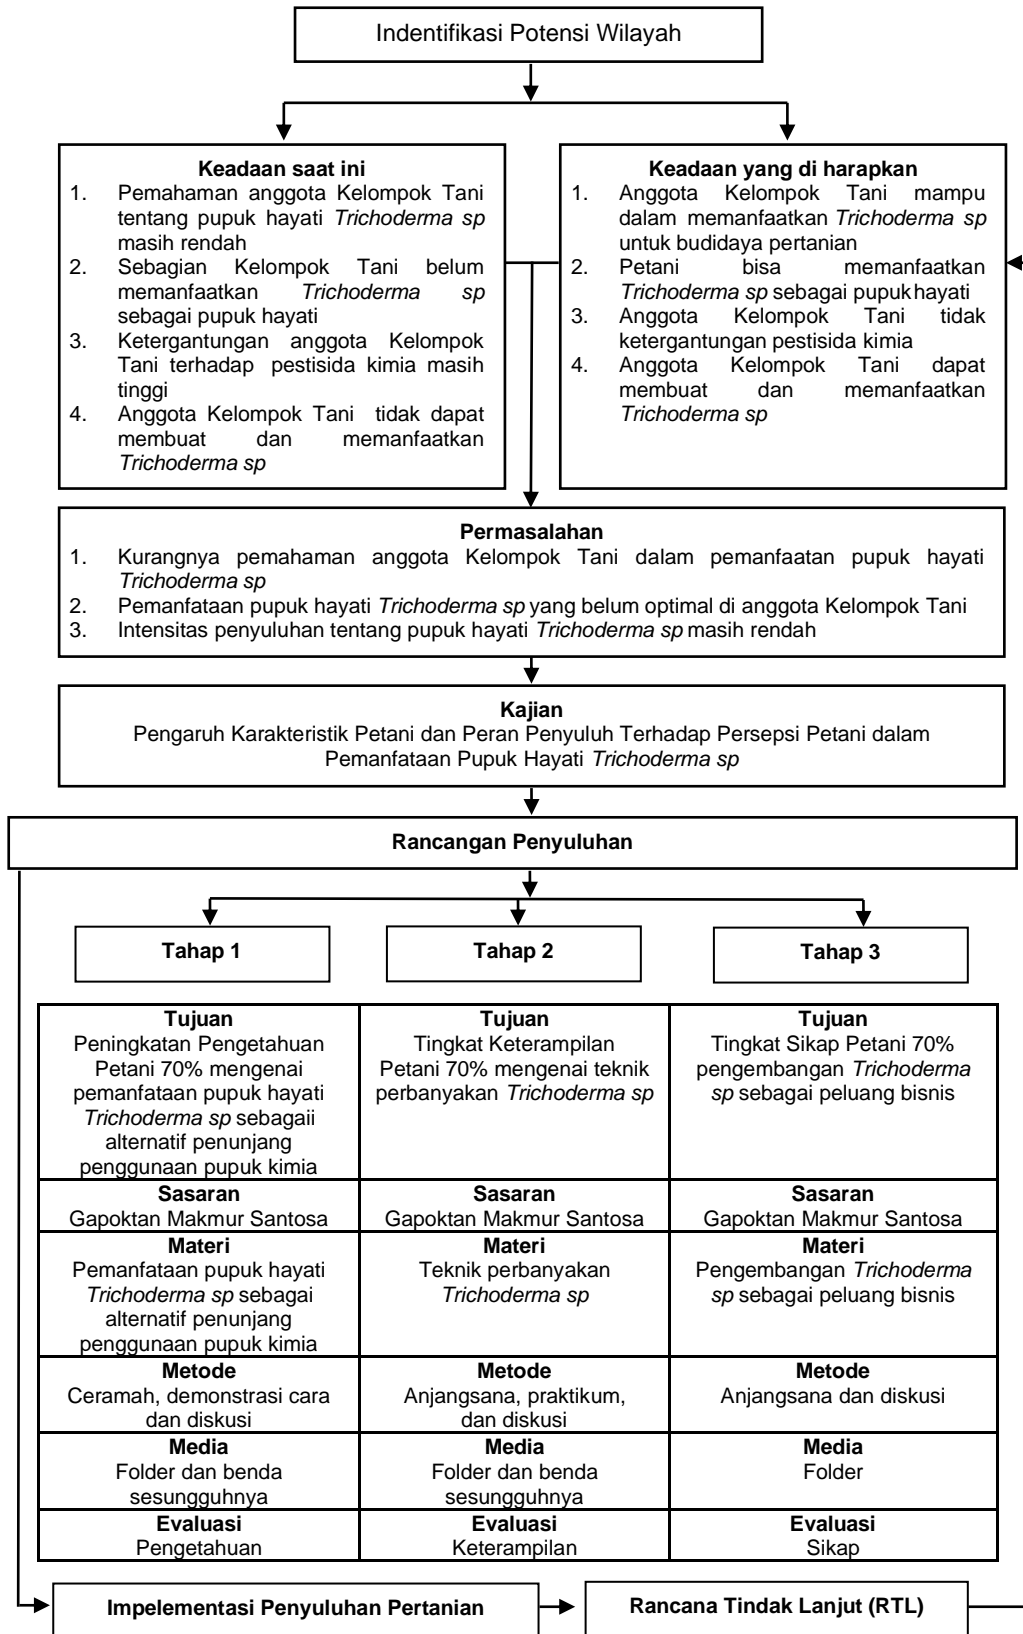 Indentifikasi Potensi Wilayah
Keadaan saat ini
1. Pemahaman anggota Kelompok Tani
tentang pupuk hayati Trichoderma sp
masih rendah
2. Sebagian Kelompok Tani belum
memanfaatkan Trichoderma sp
sebagai pupuk hayati
3. Ketergantungan anggota Kelompok
Tani terhadap pestisida kimia masih
tinggi
4. Anggota Kelompok Tani tidak dapat
membuat dan memanfaatkan
Trichoderma sp
Keadaan yang di harapkan
1. Anggota Kelompok Tani mampu
dalam memanfaatkan Trichoderma sp
untuk budidaya pertanian
2. Petani bisa memanfaatkan
Trichoderma sp sebagai pupuk hayati
3. Anggota Kelompok Tani tidak
ketergantungan pestisida kimia
4. Anggota Kelompok Tani dapat
membuat dan memanfaatkan
Trichoderma sp
Permasalahan
1. Kurangnya pemahaman anggota Kelompok Tani dalam pemanfaatan pupuk hayati
Trichoderma sp
2. Pemanfataan pupuk hayati Trichoderma sp yang belum optimal di anggota Kelompok Tani
3. Intensitas penyuluhan tentang pupuk hayati Trichoderma sp masih rendah
Kajian
Pengaruh Karakteristik Petani dan Peran Penyuluh Terhadap Persepsi Petani dalam
Pemanfataan Pupuk Hayati Trichoderma sp
Rancangan Penyuluhan
Tahap 1
Tahap 2
Tahap 3
Tujuan
Peningkatan Pengetahuan
Petani 70% mengenai
pemanfataan pupuk hayati
Trichoderma sp sebagaii
alternatif penunjang
penggunaan pupuk kimia
Tujuan
Tingkat Keterampilan
Petani 70% mengenai teknik
perbanyakan Trichoderma sp
Tujuan
Tingkat Sikap Petani 70%
pengembangan Trichoderma
sp sebagai peluang bisnis
Sasaran
Gapoktan Makmur Santosa
Sasaran
Gapoktan Makmur Santosa
Sasaran
Gapoktan Makmur Santosa
Materi
Pemanfataan pupuk hayati
Trichoderma sp sebagai
alternatif penunjang
penggunaan pupuk kimia
Materi
Teknik perbanyakan
Trichoderma sp
Materi
Pengembangan Trichoderma
sp sebagai peluang bisnis
Metode
Ceramah, demonstrasi cara
dan diskusi
Metode
Anjangsana, praktikum,
dan diskusi
Metode
Anjangsana dan diskusi
Media
Folder dan benda
sesungguhnya
Media
Folder dan benda
sesungguhnya
Media
Folder
Evaluasi
Pengetahuan
Evaluasi
Keterampilan
Evaluasi
Sikap
Impelementasi Penyuluhan Pertanian
Rancana Tindak Lanjut (RTL)